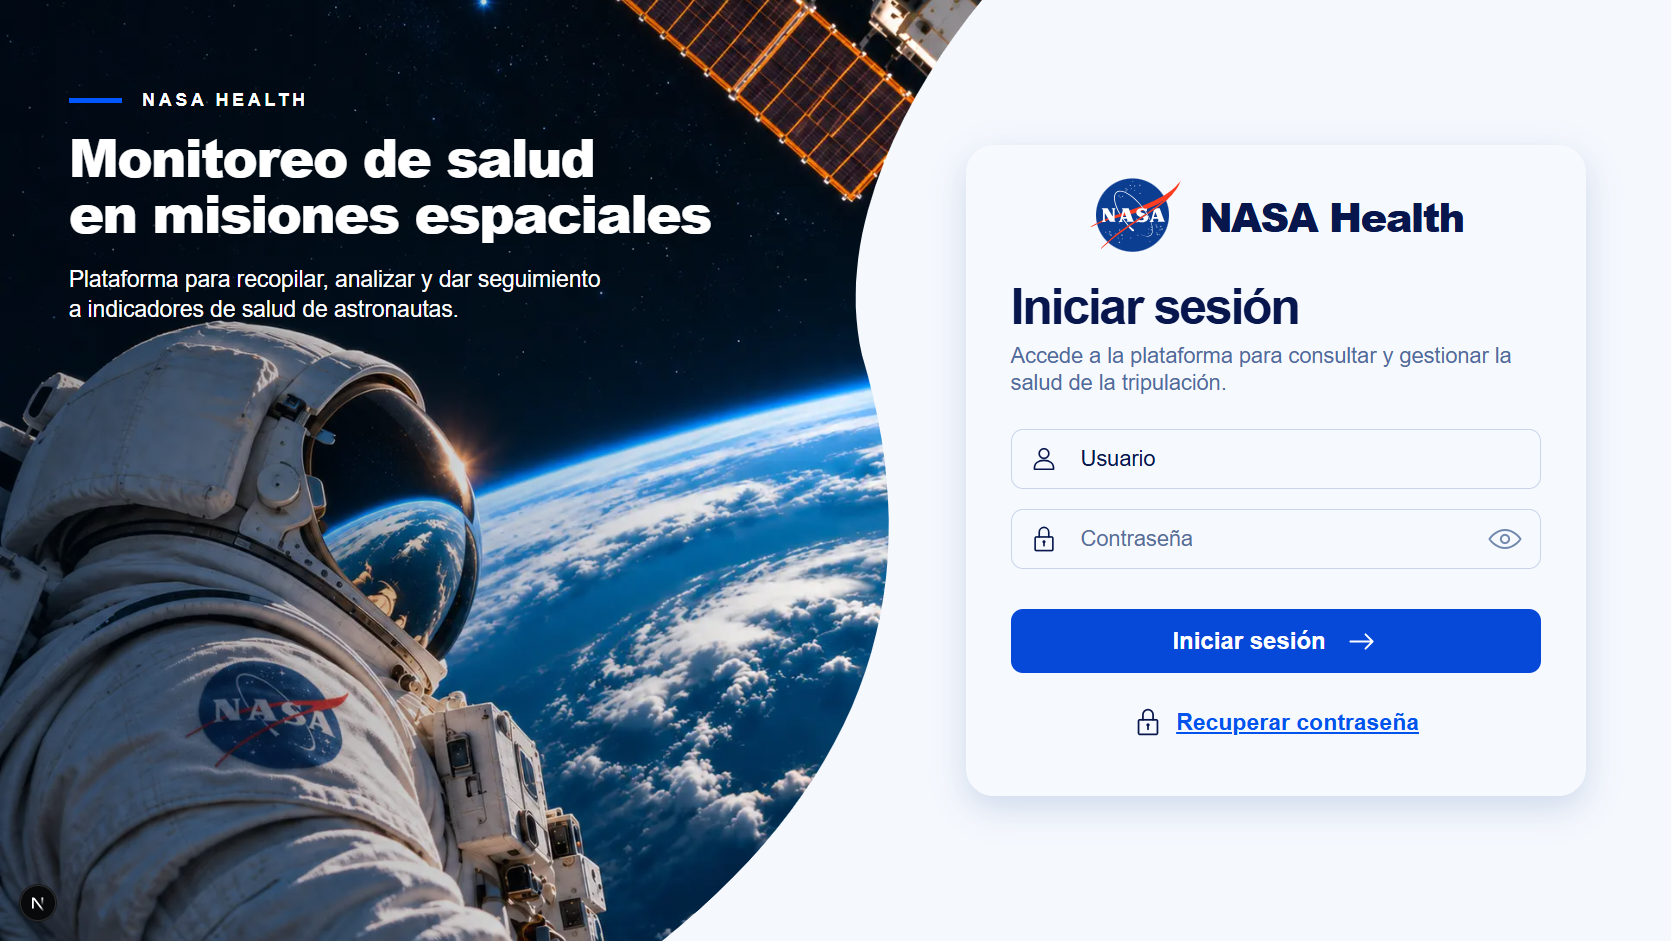 NASA HEALTH
Monitoreo de salud
en misiones espaciales
Plataforma para recopilar, analizar y dar seguimiento
a indicadores de salud de astronautas.
NASA
N
NASA
NASA Health
Iniciar sesión
Accede a la plataforma para consultar y gestionar la
salud de la tripulación.
Usuario
Contraseña
Iniciar sesión
Recuperar contraseña